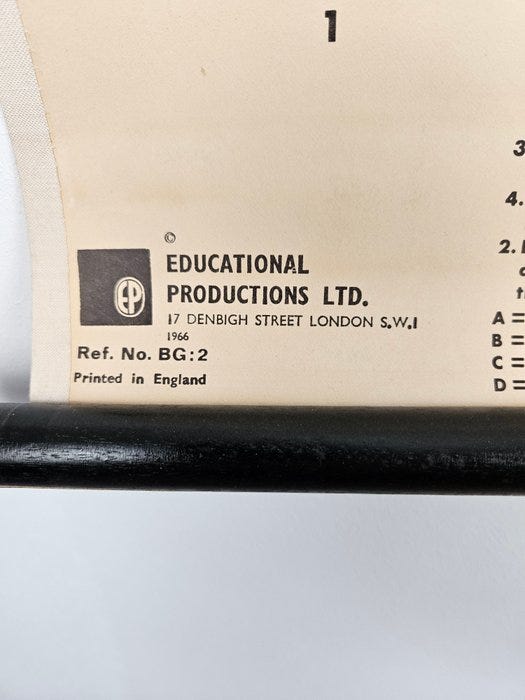 1
©
EDUCATIONAL
PRODUCTIONS LTD.
EP
17 DENBIGH STREET LONDON S.W.1
1966
Ref. No. BG:2
Printed in England
3
4.
2.
A =
B =
C =
D =